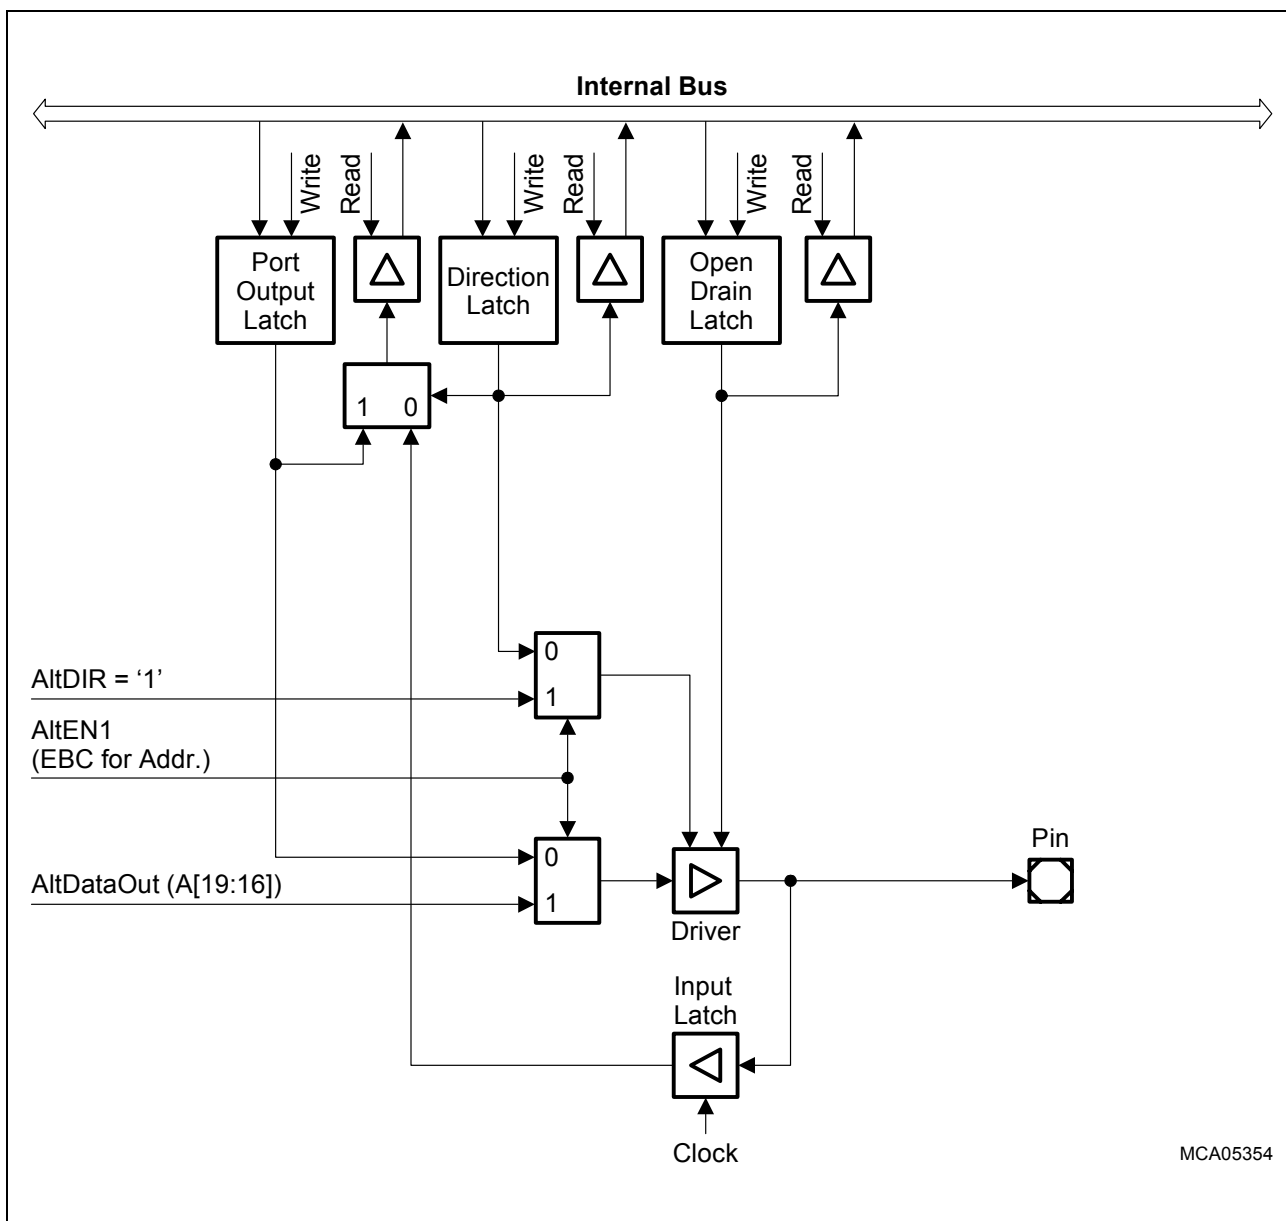 Internal Bus
Write
Read
Write
Read
Write
Read
Port
Output
Latch
Direction
Latch
Open
Drain
Latch
1 0
0
1
AltDIR = ‘1’
AltEN1
(EBC for Addr.)
0
1
AltDataOut (A[19:16])
Driver
Pin
Input
Latch
Clock
MCA05354